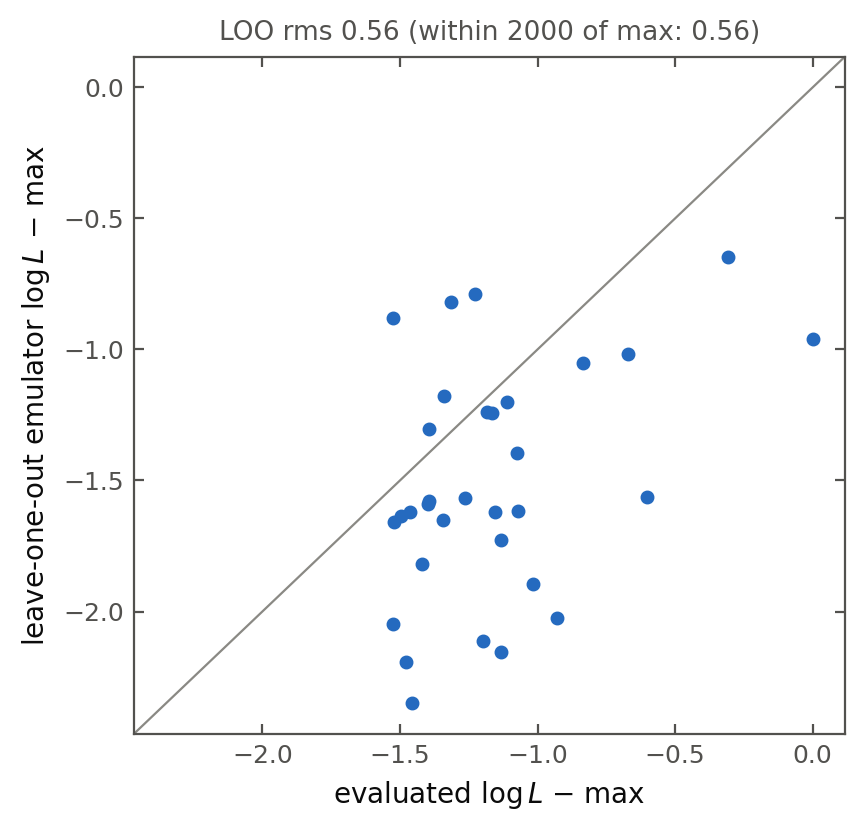 LOO rms 0.56 (within 2000 of max: 0.56)
leave-one-out emulator log L − max
0.0
−0.5
−1.0
−1.5
−2.0
−2.0 −1.5 −1.0 −0.5 0.0
evaluated log L − max